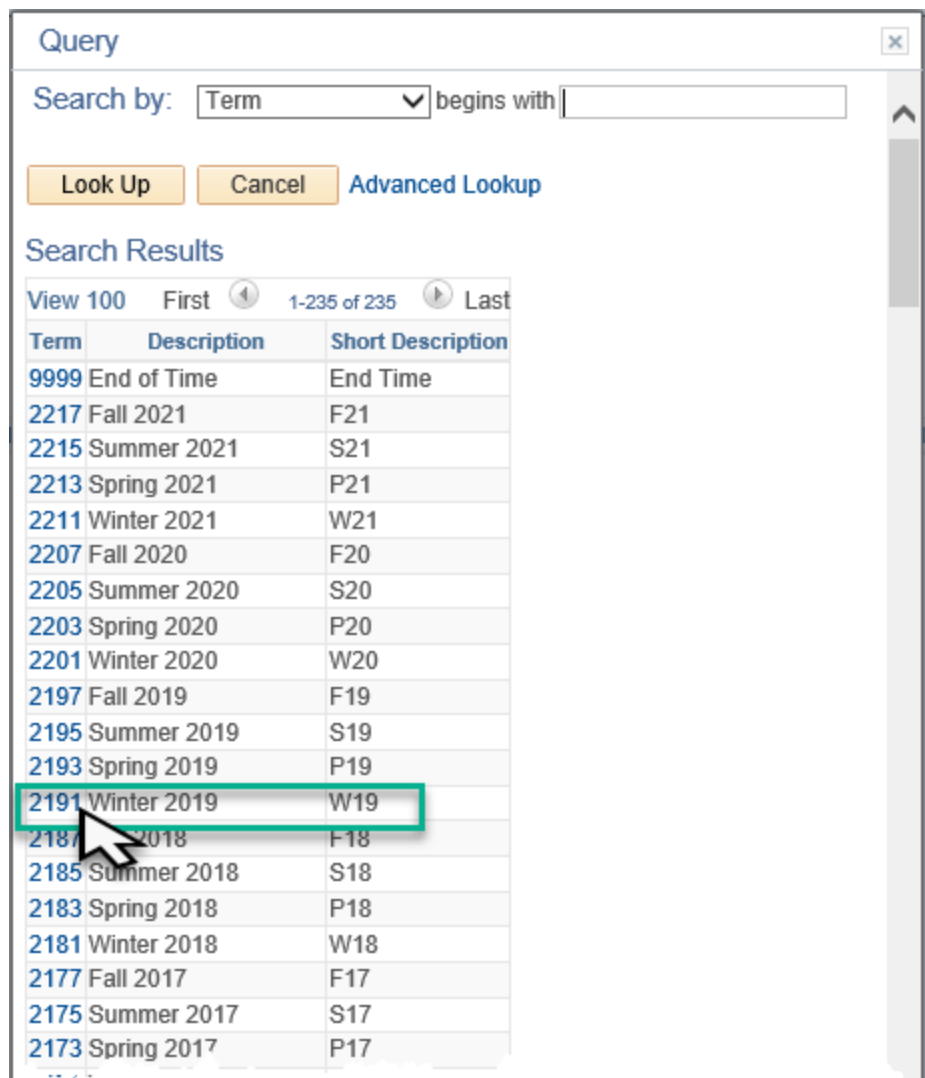 Query
Search by: Term begins with
Look Up Cancel Advanced Lookup
Search Results
View 100 First 1-235 of 235 Last
Term Description Short Description
9999 End of Time End Time
2217 Fall 2021 F21
2215 Summer 2021 S21
2213 Spring 2021 P21
2211 Winter 2021 W21
2207 Fall 2020 F20
2205 Summer 2020 S20
2203 Spring 2020 P20
2201 Winter 2020 W20
2197 Fall 2019 F19
2195 Summer 2019 S19
2193 Spring 2019 P19
2191 Winter 2019 W19
2187 2018 F18
2185 Summer 2018 S18
2183 Spring 2018 P18
2181 Winter 2018 W18
2177 Fall 2017 F17
2175 Summer 2017 S17
2173 Spring 2017 P17